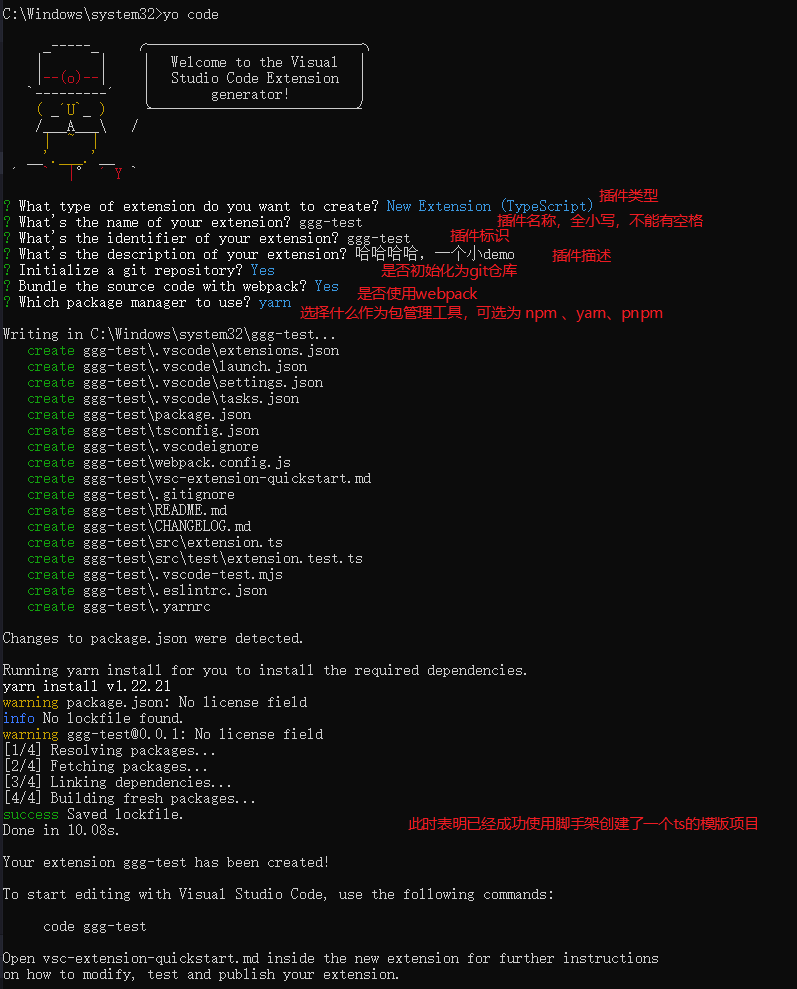 C:\Windows\system32>yo code
Welcome to the Visual
Studio Code Extension
generator!
? What type of extension do you want to create? New Extension (TypeScript) 插件类型
? What's the name of your extension? ggg-test 插件名称，全小写，不能有空格
? What's the identifier of your extension? ggg-test 插件标识
? What's the description of your extension? 哈哈哈哈，一个小demo 插件描述
? Initialize a git repository? Yes 是否初始化为git仓库
? Bundle the source code with webpack? Yes 是否使用webpack
? Which package manager to use? yarn 选择什么作为包管理工具，可选为 npm 、yarn、pnpm
Writing in C:\Windows\system32\ggg-test...
create ggg-test\.vscode\extensions.json
create ggg-test\.vscode\launch.json
create ggg-test\.vscode\settings.json
create ggg-test\.vscode\tasks.json
create ggg-test\package.json
create ggg-test\tsconfig.json
create ggg-test\.vscodeignore
create ggg-test\webpack.config.js
create ggg-test\vsc-extension-quickstart.md
create ggg-test\.gitignore
create ggg-test\README.md
create ggg-test\CHANGELOG.md
create ggg-test\src\extension.ts
create ggg-test\src\test\extension.test.ts
create ggg-test\.vscode-test.mjs
create ggg-test\.eslintrc.json
create ggg-test\.yarnrc
Changes to package.json were detected.
Running yarn install for you to install the required dependencies.
yarn install v1.22.21
warning package.json: No license field
info No lockfile found.
warning ggg-test@0.0.1: No license field
[1/4] Resolving packages...
[2/4] Fetching packages...
[3/4] Linking dependencies...
[4/4] Building fresh packages...
success Saved lockfile.
Done in 10.08s. 此时表明已经成功使用脚手架创建了一个ts的模版项目
Your extension ggg-test has been created!
To start editing with Visual Studio Code, use the following commands:
code ggg-test
Open vsc-extension-quickstart.md inside the new extension for further instructions
on how to modify, test and publish your extension.